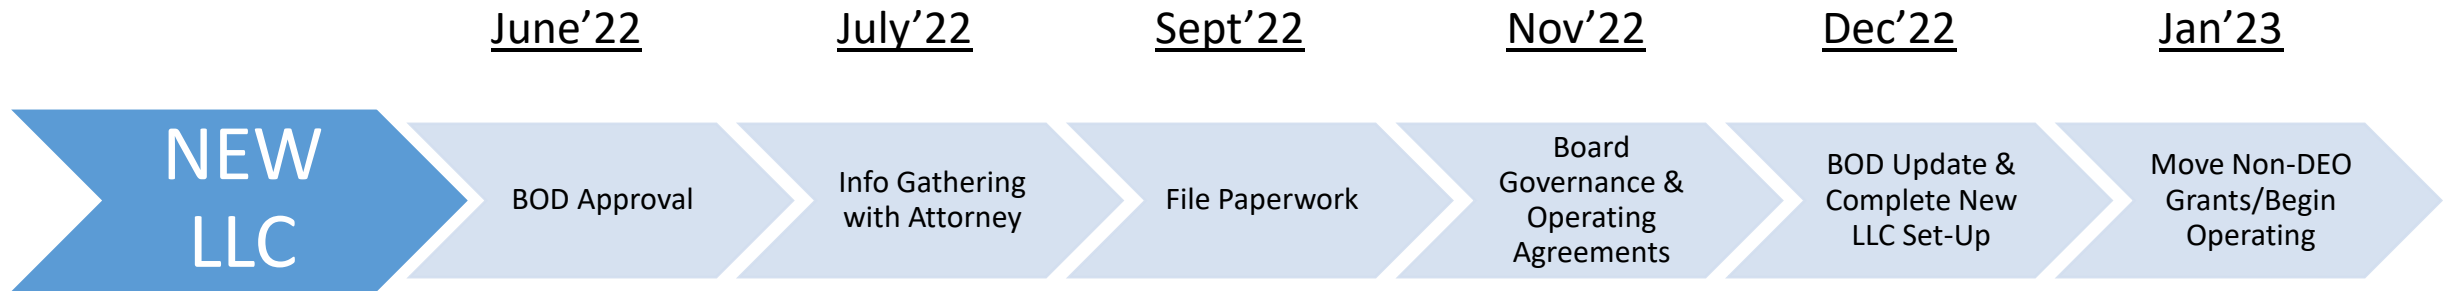 June’22
July’22
Sept’22
Nov’22
Dec’22
Jan’23
NEW
LLC
BOD Approval
Info Gathering
with Attorney
File Paperwork
Board
Governance &
Operating
Agreements
BOD Update &
Complete New
LLC Set-Up
Move Non-DEO
Grants/Begin
Operating